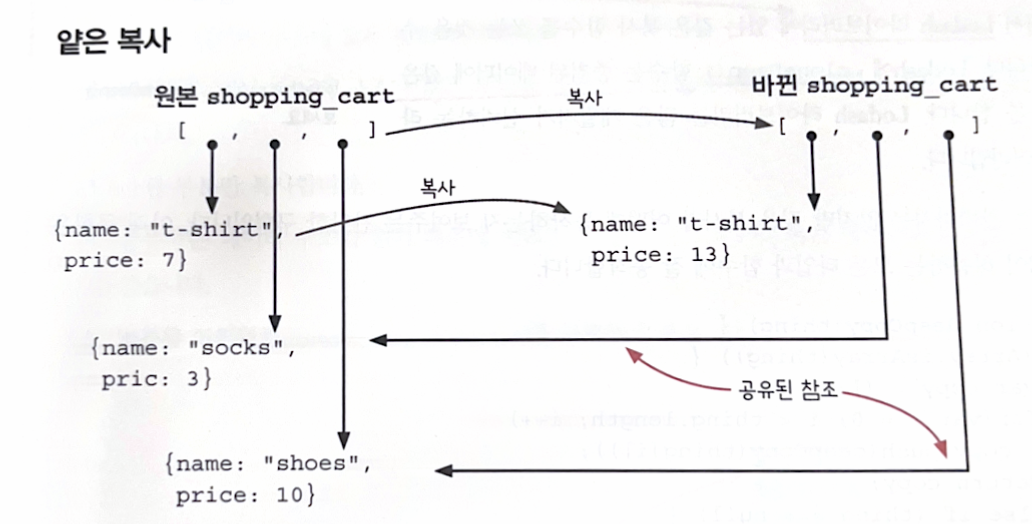 얕은 복사
원본 shopping_cart
복사
바뀐 shopping_cart
[ , , ]
[ , , ]
복사
{name: "t-shirt",
price: 7}
{name: "t-shirt",
price: 13}
{name: "socks",
pric: 3}
공유된 참조
{name: "shoes",
price: 10}